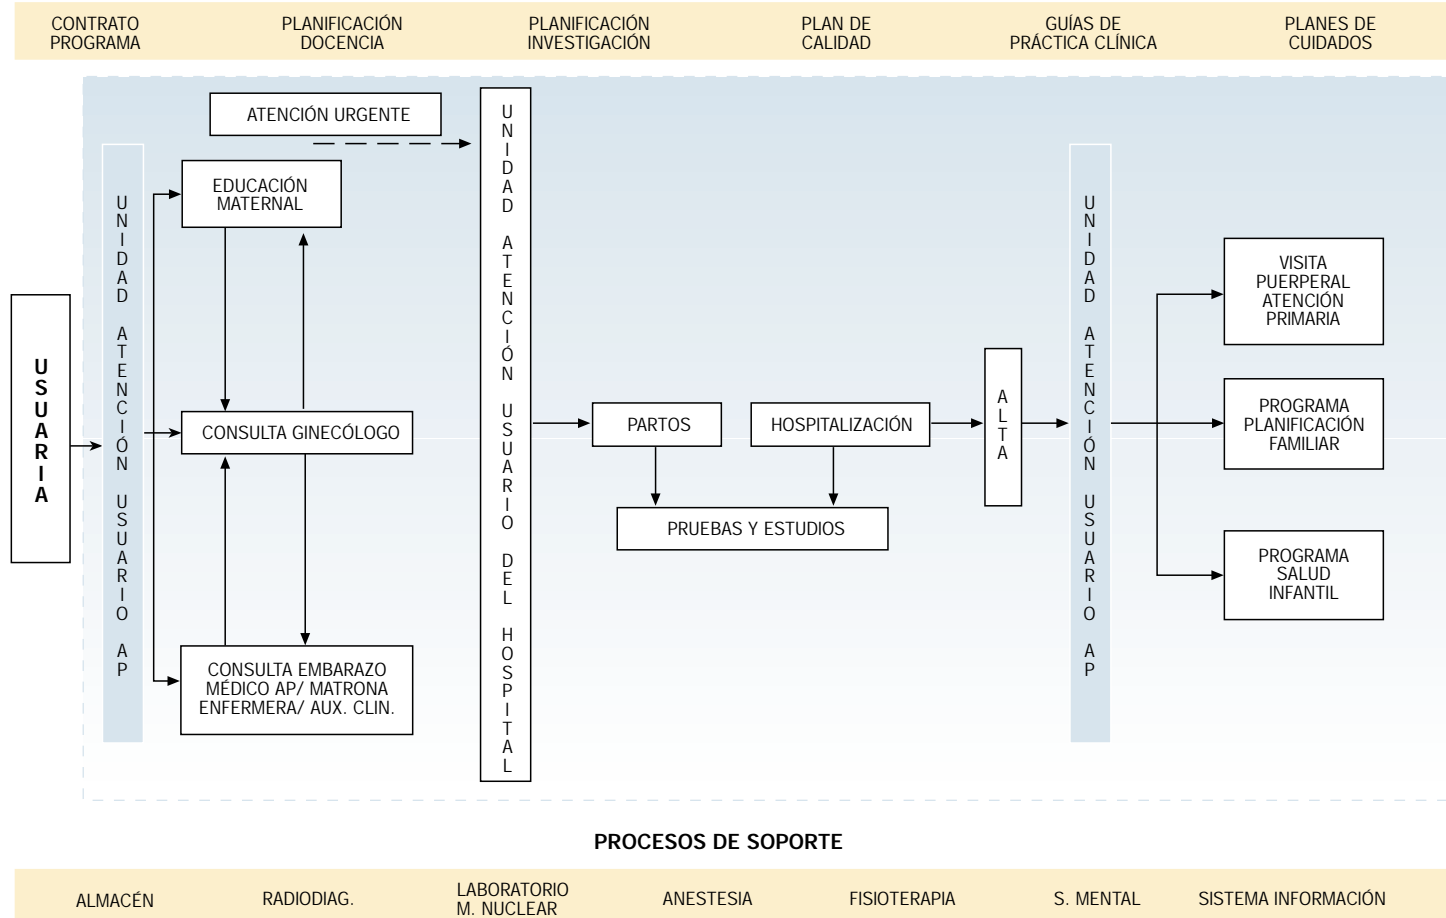 CONTRATO
PROGRAMA
PLANIFICACIÓN
DOCENCIA
PLANIFICACIÓN
INVESTIGACIÓN
PLAN DE
CALIDAD
GUÍAS DE
PRÁCTICA CLÍNICA
PLANES DE
CUIDADOS
USUARIA
UNIDAD ATENCIÓN USUARIO AP
ATENCIÓN URGENTE
EDUCACIÓN
MATERNAL
CONSULTA GINECÓLOGO
CONSULTA EMBARAZO
MÉDICO AP/ MATRONA
ENFERMERA/ AUX. CLIN.
UNIDAD ATENCIÓN USUARIO DEL HOSPITAL
PARTOS
HOSPITALIZACIÓN
PRUEBAS Y ESTUDIOS
ALTA
UNIDAD ATENCIÓN USUARIO AP
VISITA
PUERPERAL
ATENCIÓN
PRIMARIA
PROGRAMA
PLANIFICACIÓN
FAMILIAR
PROGRAMA
SALUD
INFANTIL
PROCESOS DE SOPORTE
ALMACÉN
RADIODIAG.
LABORATORIO
M. NUCLEAR
ANESTESIA
FISIOTERAPIA
S. MENTAL
SISTEMA INFORMACIÓN